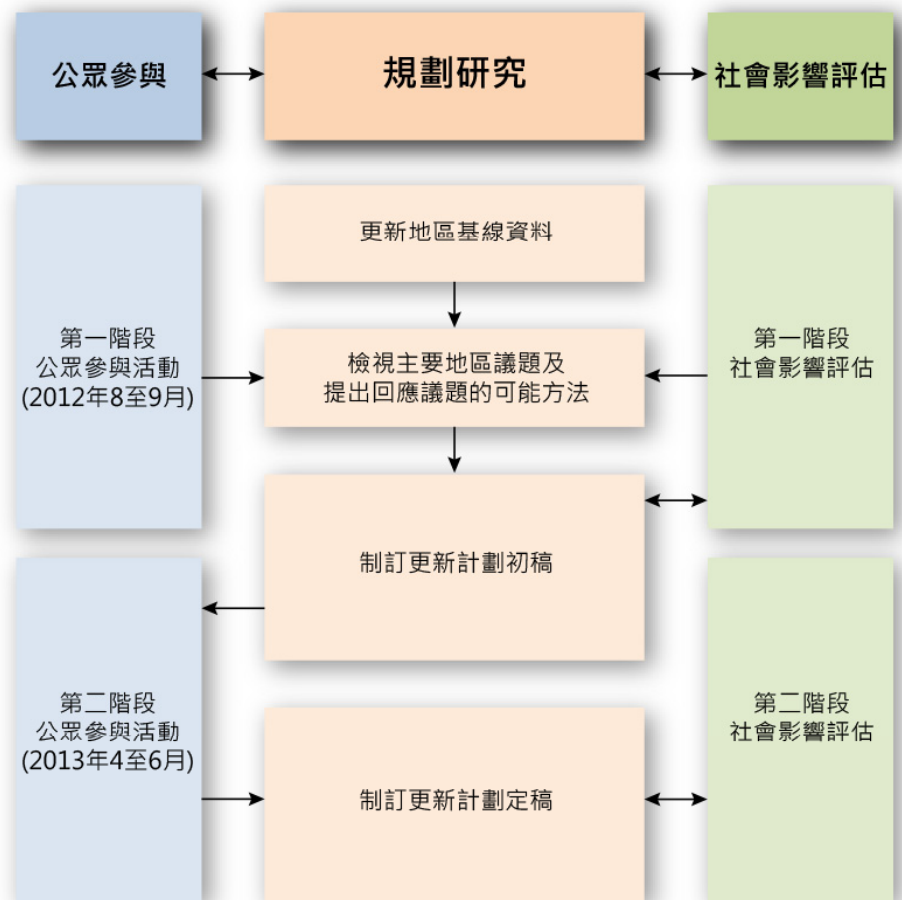 公眾參與
規劃研究
社會影響評估
更新地區基線資料
第一階段
公眾參與活動
(2012年8至9月)
檢視主要地區議題及
提出回應議題的可能方法
第一階段
社會影響評估
制訂更新計劃初稿
第二階段
公眾參與活動
(2013年4至6月)
第二階段
社會影響評估
制訂更新計劃定稿